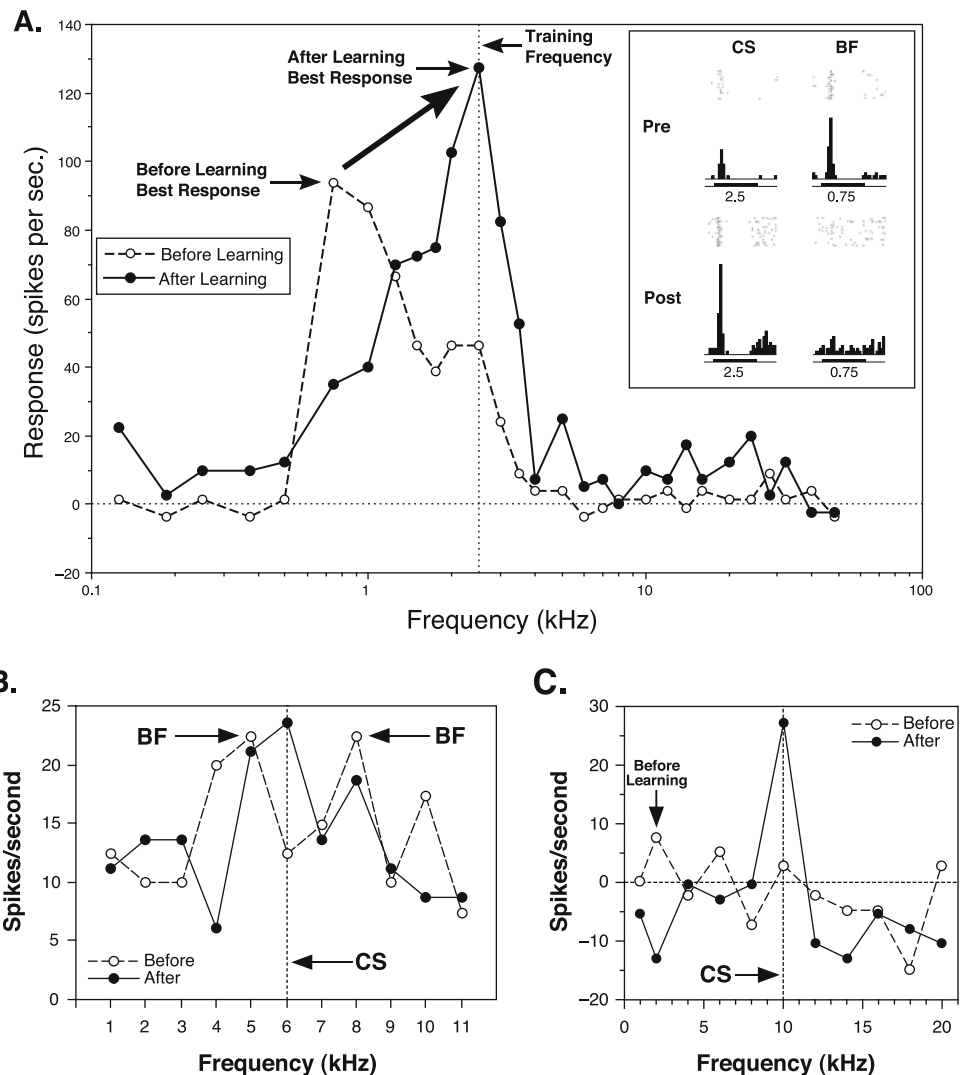 A.
140
120
100
80
60
40
20
0
−20
Response (spikes per sec.)
0.1
1
10
100
Frequency (kHz)
After Learning
Best Response
Training
Frequency
Before Learning
Best Response
Before Learning
After Learning
CS
BF
Pre
2.5
0.75
Post
2.5
0.75
B.
25
20
15
10
5
0
Spikes/second
BF
BF
CS
Before
After
1 2 3 4 5 6 7 8 9 10 11
Frequency (kHz)
C.
30
20
10
0
−10
−20
Spikes/second
Before
After
Before
Learning
CS
0 5 10 15 20
Frequency (kHz)